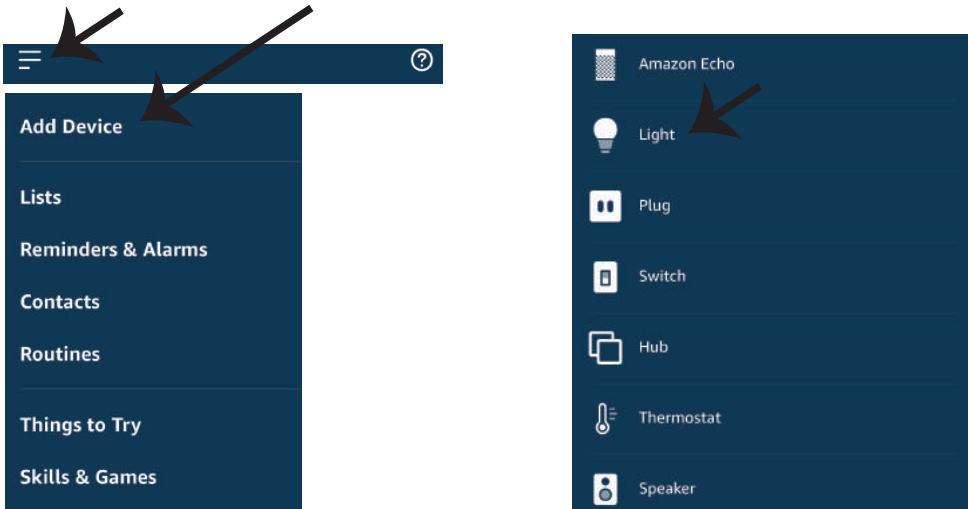 ?
Add Device
Lists
Reminders & Alarms
Contacts
Routines
Things to Try
Skills & Games
Amazon Echo
Light
Plug
Switch
Hub
Thermostat
Speaker